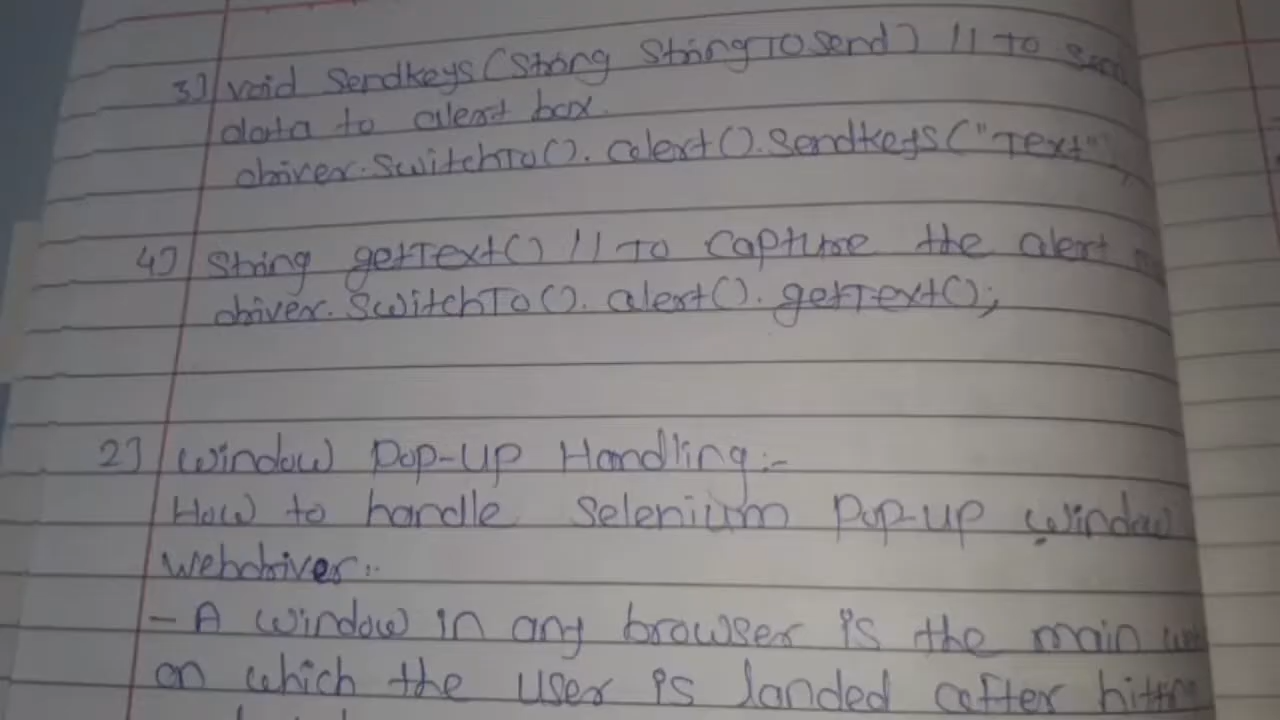 3) void Sendkeys (String StringTosend) // To
data to alert box.
driver.SwitchTo(). alert().Sendkeys("Text"
4) String getText() // To capture the alert
driver.SwitchTo(). alert(). getText();
2) Window Pop-up Handling:-
How to handle Selenium Pop-up window
webdriver:-
- A window in any browser is the main
on which the user is landed after